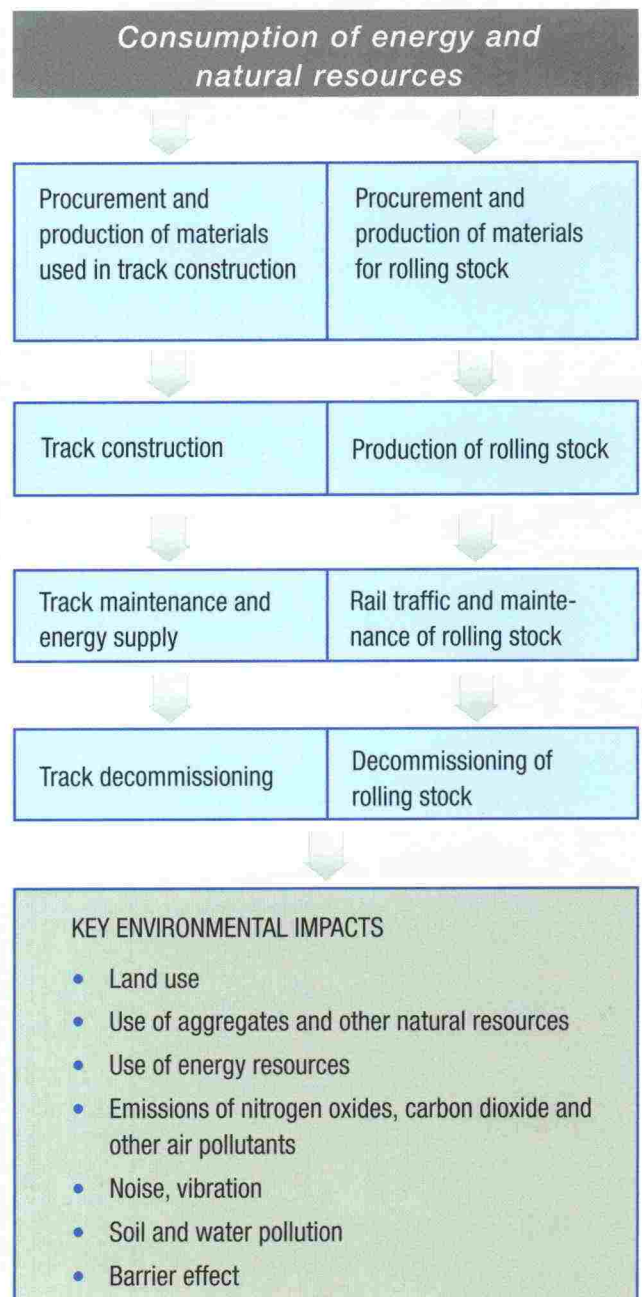 Consumption of energy and
natural resources
Procurement and
production of materials
used in track construction
Procurement and
production of materials
for rolling stock
Track construction
Production of rolling stock
Track maintenance and
energy supply
Rail traffic and mainte-
nance of rolling stock
Track decommissioning
Decommissioning of
rolling stock
KEY ENVIRONMENTAL IMPACTS
• Land use
• Use of aggregates and other natural resources
• Use of energy resources
• Emissions of nitrogen oxides, carbon dioxide and
other air pollutants
• Noise, vibration
• Soil and water pollution
• Barrier effect